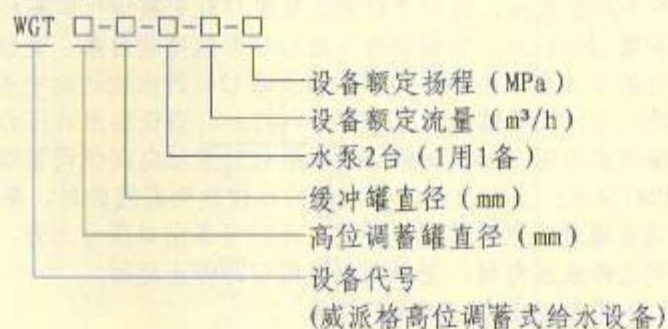 WGT □-□-□-□-□
设备额定扬程（MPa）
设备额定流量（m³/h）
水泵2台（1用1备）
缓冲罐直径（mm）
高位调蓄罐直径（mm）
设备代号
(威派格高位调蓄式给水设备)